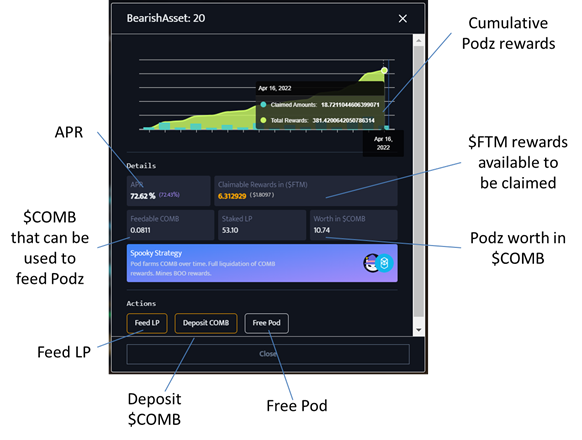 BearishAsset: 20
Cumulative
Podz rewards
Apr 16, 2022
Claimed Amounts: 18.7211044606399071
Total Rewards: 381.4200642050786314
Apr 16,
2022
APR
$FTM rewards
available to
be claimed
Details
APR
72.62 % (72.43%)
Claimable Rewards in ($FTM)
6.312929 ($1.8097)
$COMB
that can be
used to
feed Podz
Feedable COMB
0.0811
Staked LP
53.10
Worth in $COMB
10.74
Podz worth in
$COMB
Spooky Strategy
Pod farms COMB over time. Full liquidation of COMB
rewards. Mines BOO rewards.
Actions
Feed LP
Deposit COMB
Free Pod
Close
Feed LP
Deposit
$COMB
Free Pod